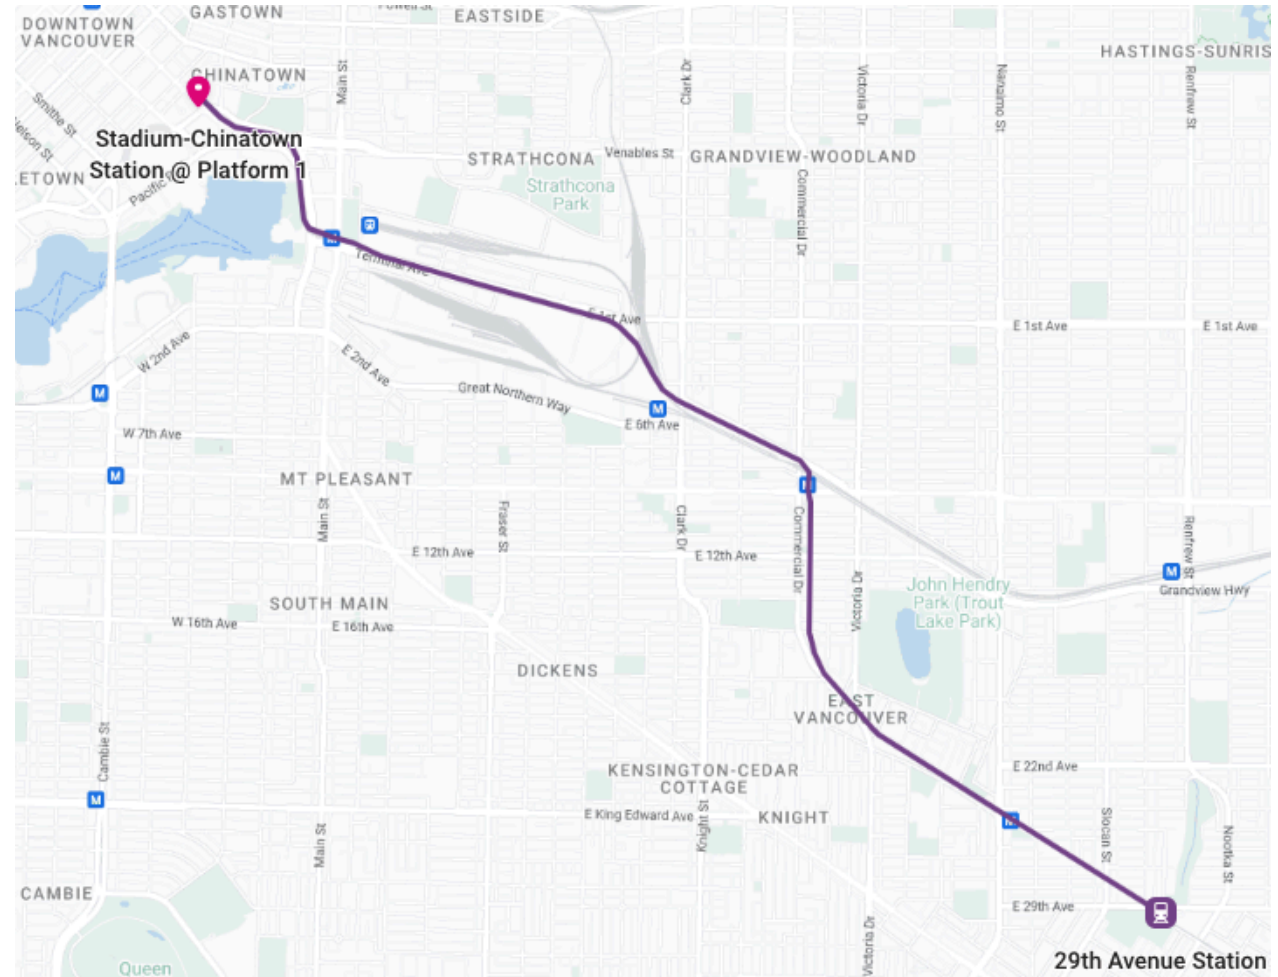 DOWNTOWN
VANCOUVER
GASTOWN
Powell St
EASTSIDE
HASTINGS-SUNRIS
CHINATOWN
Main St
Clark Dr
Victoria Dr
Nanaimo St
Renfrew St
Smithe St
Nelson St
Stadium-Chinatown
Station @ Platform 1
LETOWN
Pacific
STRATHCONA
Venables St
GRANDVIEW-WOODLAND
Strathcona
Park
Commercial Dr
M
Terminal Ave
E 1st Ave
E 1st Ave
E 1st Ave
W 2nd Ave
E 2nd Ave
M
Great Northern Way
M
E 6th Ave
W 7th Ave
M
MT PLEASANT
M
Main St
Fraser St
Clark Dr
Commercial Dr
Renfrew St
E 12th Ave
E 12th Ave
Victoria Dr
M
John Hendry
Park (Trout
Lake Park)
Grandview Hwy
SOUTH MAIN
W 16th Ave
E 16th Ave
DICKENS
EAST
VANCOUVER
Cambie St
KENSINGTON-CEDAR
COTTAGE
E 22nd Ave
M
E King Edward Ave
Knight St
KNIGHT
M
Main St
Slocan St
Nootka St
CAMBIE
E 29th Ave
Victoria Dr
29th Avenue Station
Queen